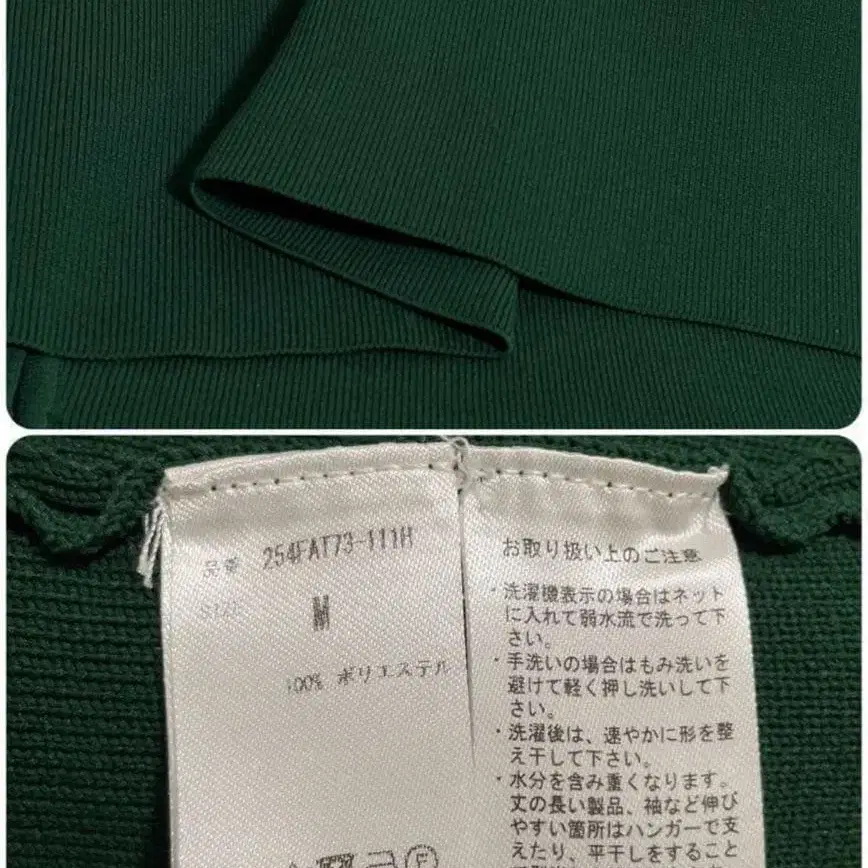 品番 254FAT73-111H
SIZE M
100% ポリエステル
F
お取り扱い上のご注意
・洗濯機表示の場合はネット
に入れて弱水流で洗って下
さい。
・手洗いの場合はもみ洗いを
避けて軽く押し洗いして下
さい。
・洗濯後は、速やかに形を整
え干して下さい。
・水分を含み重くなります。
丈の長い製品、袖など伸び
やすい箇所はハンガーで支
えたり、平干しをすること